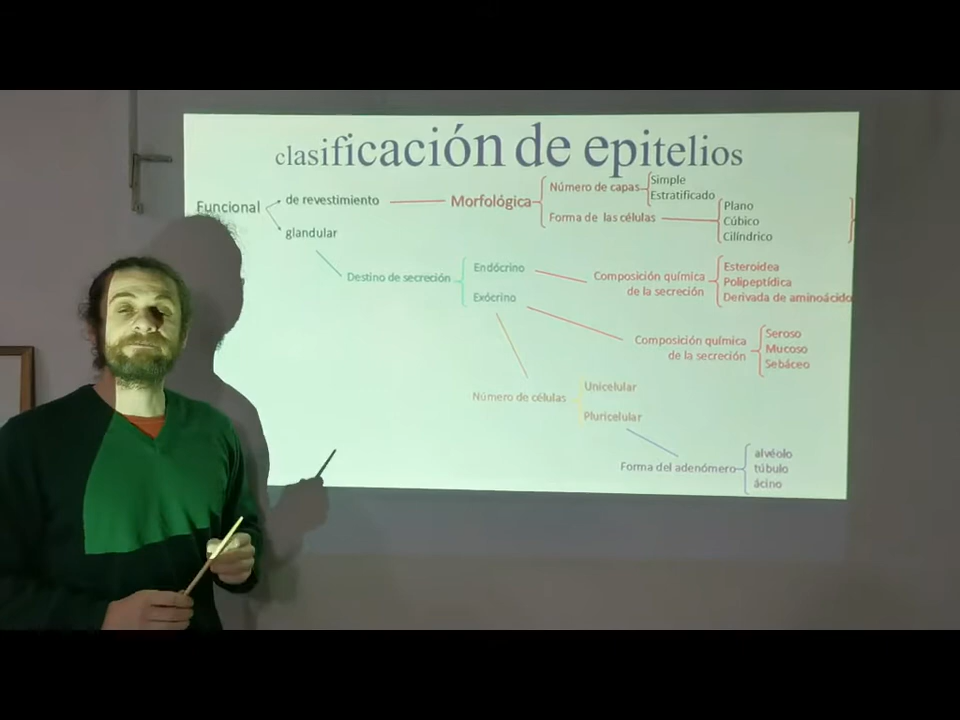 clasificación de epitelios
Funcional
de revestimiento
glandular
Morfológica
Número de capas
Simple
Estratificado
Forma de las células
Plano
Cúbico
Cilíndrico
Destino de secreción
Endócrino
Exócrino
Composición química
de la secreción
Esteroidea
Polipeptídica
Derivada de aminoácido
Composición química
de la secreción
Seroso
Mucoso
Sebáceo
Número de células
Unicelular
Pluricelular
Forma del adenómero
alvéolo
túbulo
ácino